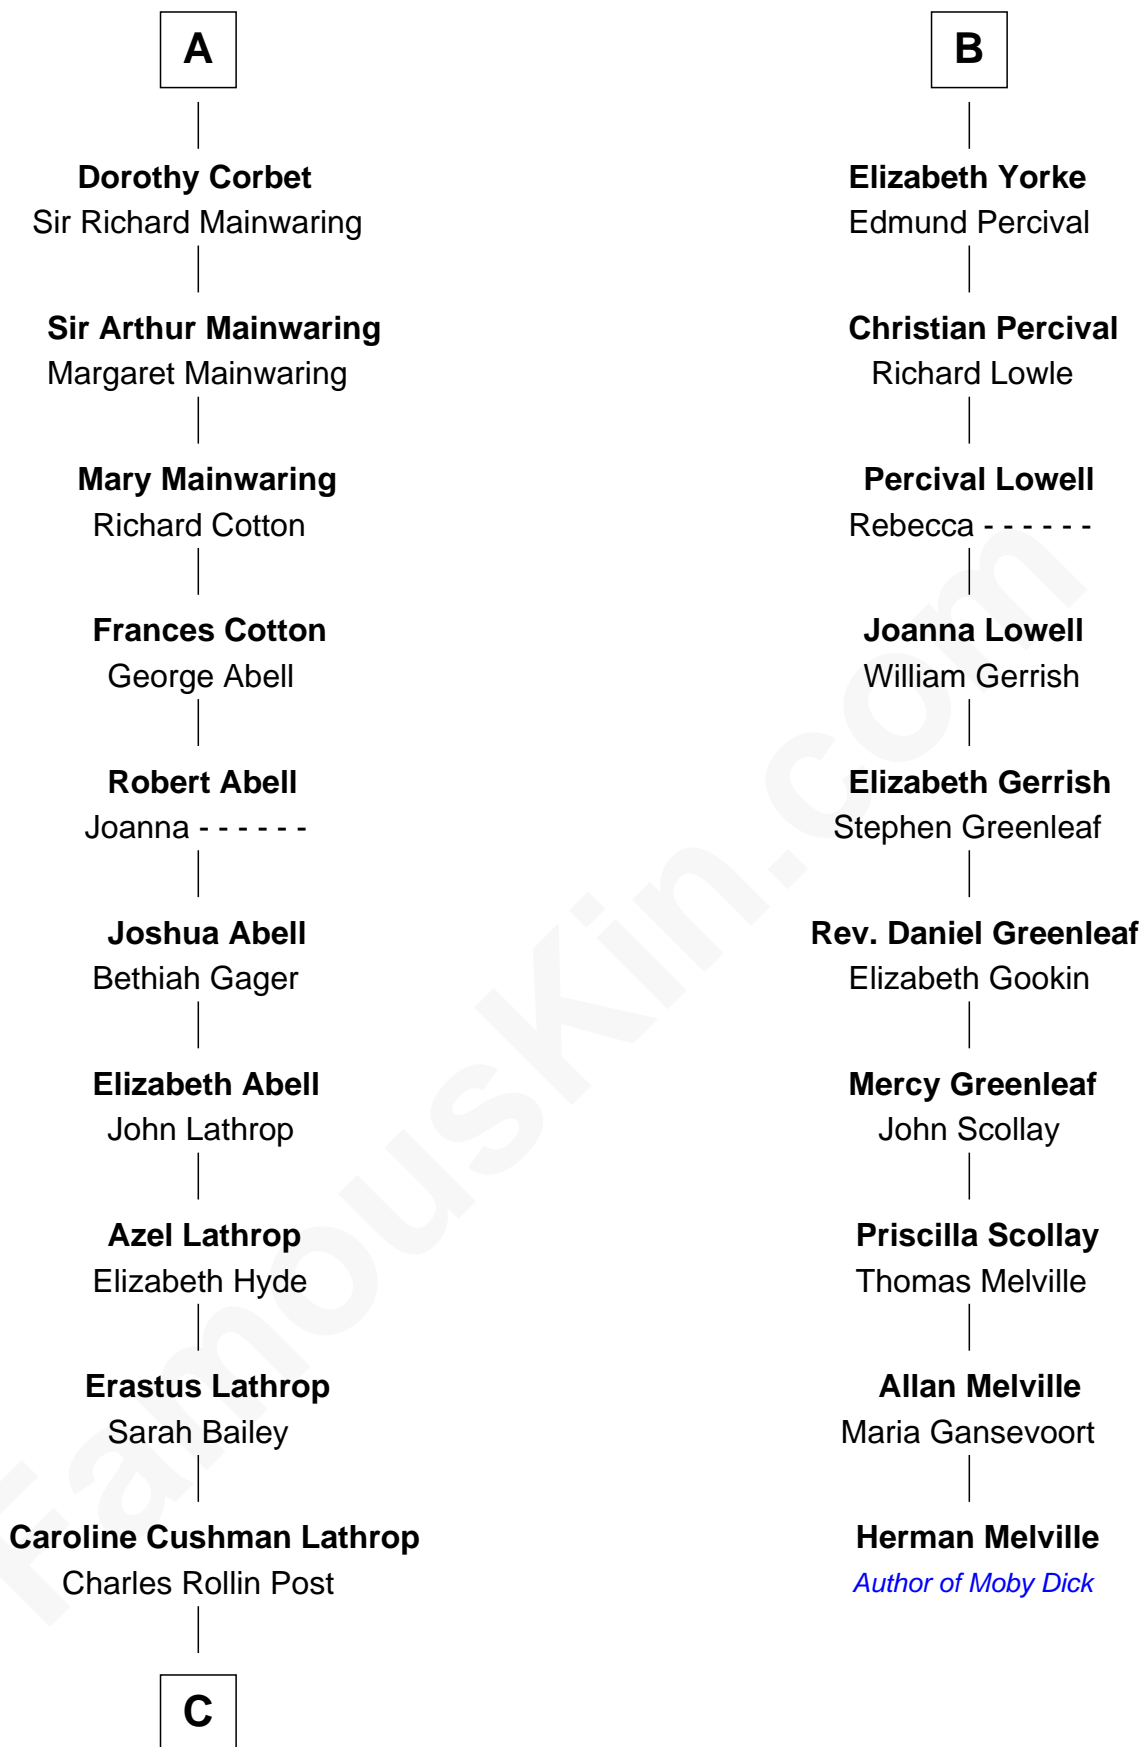 A
Dorothy Corbet
Sir Richard Mainwaring
Sir Arthur Mainwaring
Margaret Mainwaring
Mary Mainwaring
Richard Cotton
Frances Cotton
George Abell
Robert Abell
Joanna - - - - - -
Joshua Abell
Bethiah Gager
Elizabeth Abell
John Lathrop
Azel Lathrop
Elizabeth Hyde
Erastus Lathrop
Sarah Bailey
Caroline Cushman Lathrop
Charles Rollin Post
C
B
Elizabeth Yorke
Edmund Percival
Christian Percival
Richard Lowle
Percival Lowell
Rebecca - - - - - -
Joanna Lowell
William Gerrish
Elizabeth Gerrish
Stephen Greenleaf
Rev. Daniel Greenleaf
Elizabeth Gookin
Mercy Greenleaf
John Scollay
Priscilla Scollay
Thomas Melville
Allan Melville
Maria Gansevoort
Herman Melville
Author of Moby Dick
FamousKin.com